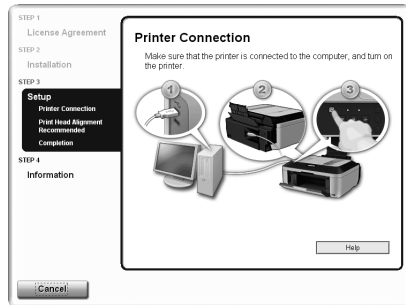 STEP 1
License Agreement
STEP 2
Installation
STEP 3
Setup
Printer Connection
Print Head Alignment
Recommended
Completion
STEP 4
Information
Cancel
Printer Connection
Make sure that the printer is connected to the computer, and turn on
the printer.
1
2
3
Help